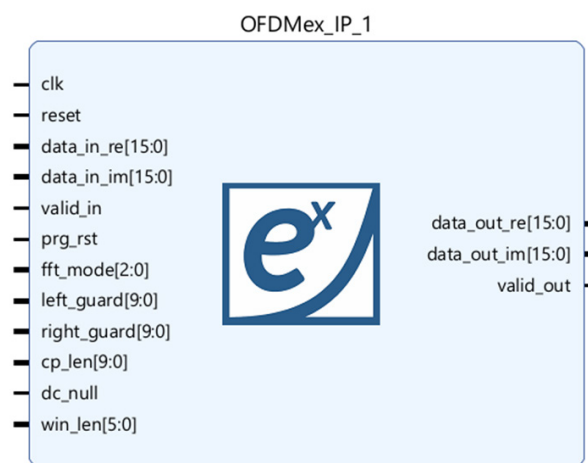 OFDMex_IP_1
clk
reset
data_in_re[15:0]
data_in_im[15:0]
valid_in
prg_rst
fft_mode[2:0]
left_guard[9:0]
right_guard[9:0]
cp_len[9:0]
dc_null
win_len[5:0]
ex
data_out_re[15:0]
data_out_im[15:0]
valid_out